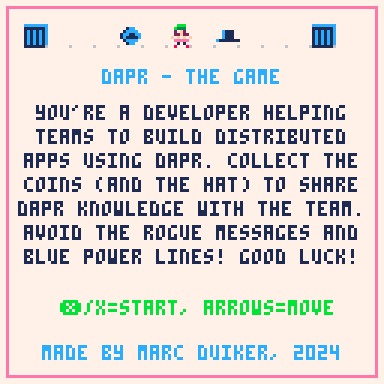 DAPR - THE GAME
YOU'RE A DEVELOPER HELPING
TEAMS TO BUILD DISTRIBUTED
APPS USING DAPR. COLLECT THE
COINS (AND THE HAT) TO SHARE
DAPR KNOWLEDGE WITH THE TEAM.
AVOID THE ROGUE MESSAGES AND
BLUE POWER LINES! GOOD LUCK!
❎/X=START, ARROWS=MOVE
MADE BY MARC DUIKER, 2024